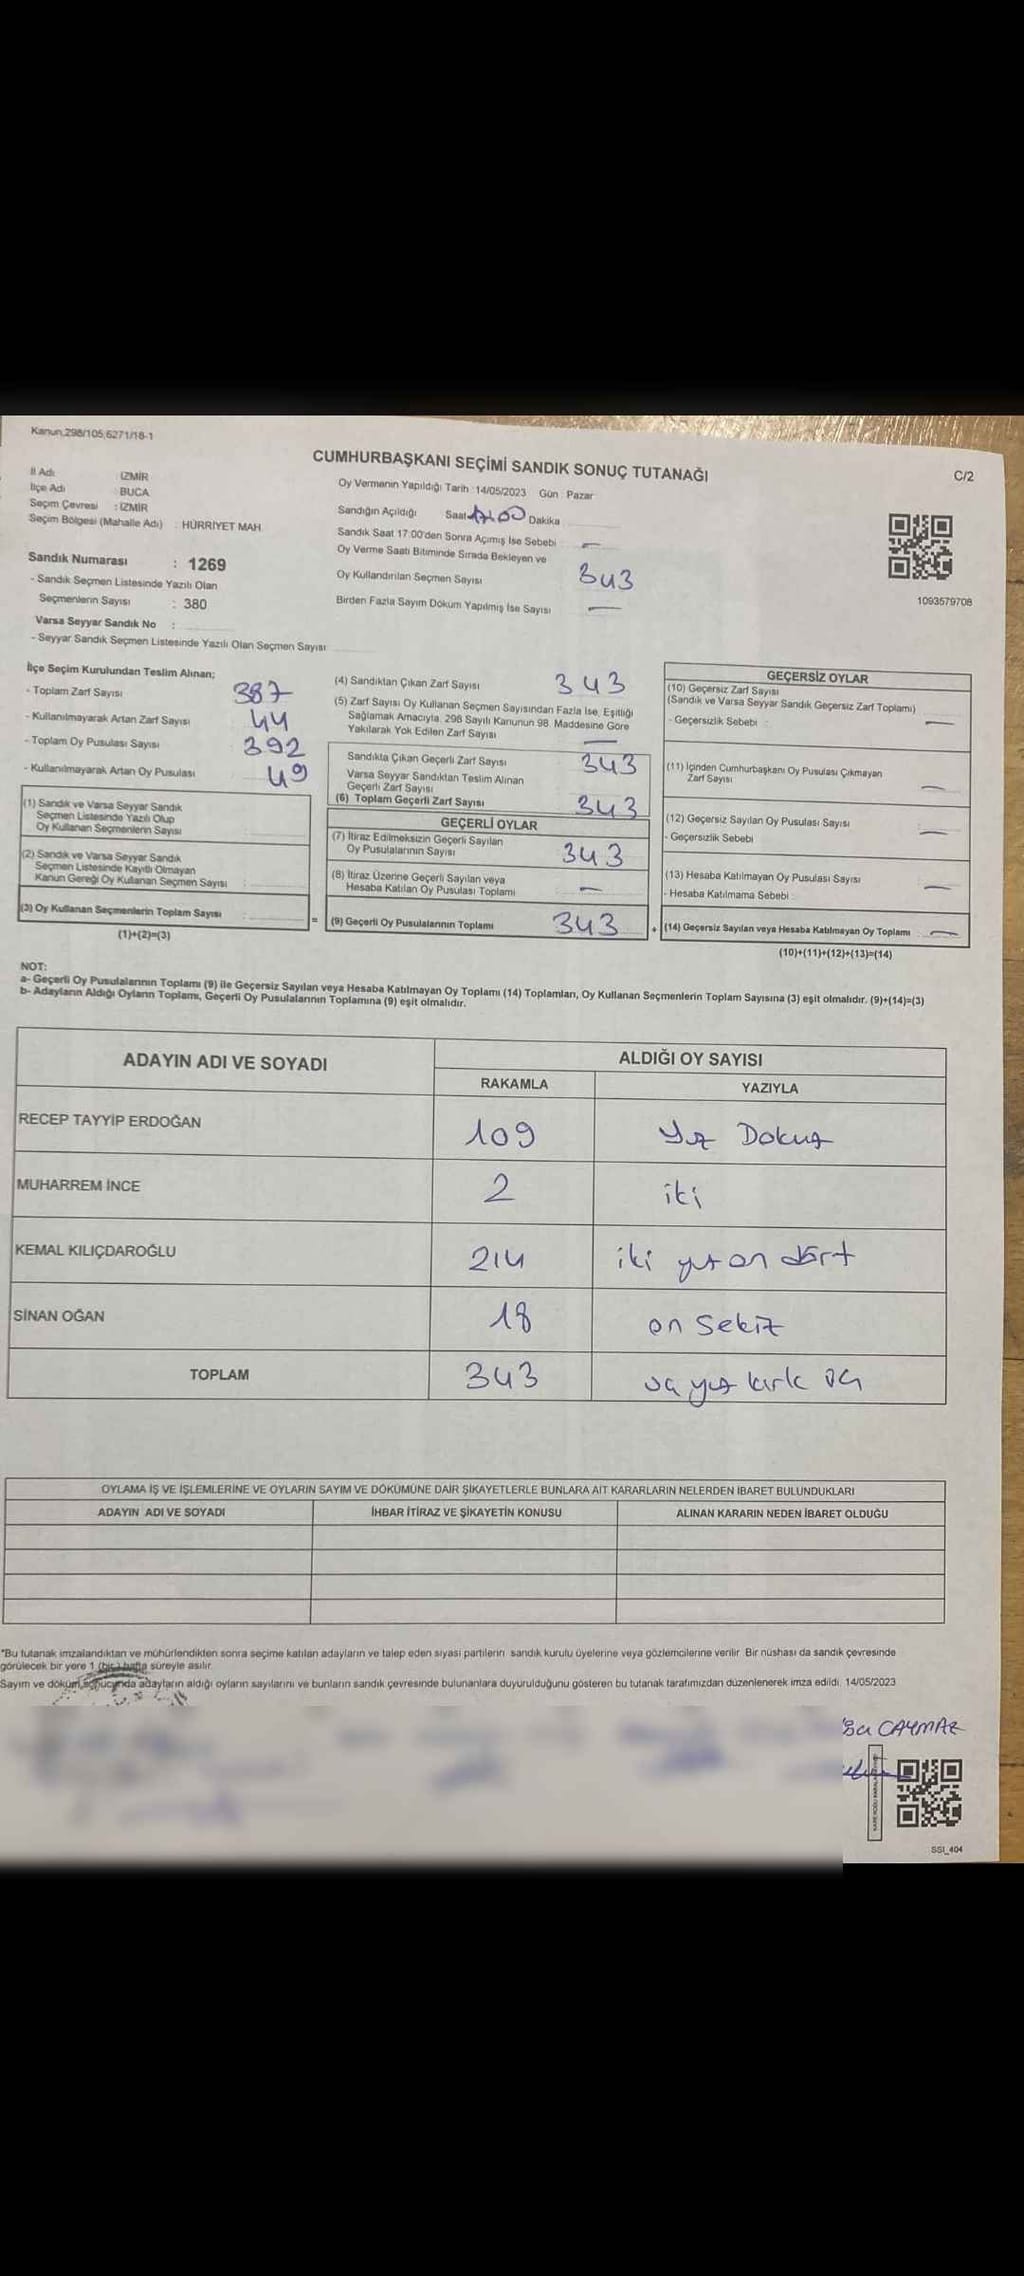 Kanun,298/105,6271/18-1
CUMHURBAŞKANI SEÇİMİ SANDIK SONUÇ TUTANAĞI
C/2
İl Adı : İZMİR
İlçe Adı : BUCA
Seçim Çevresi : İZMİR
Seçim Bölgesi (Mahalle Adı) : HÜRRİYET MAH.
Oy Vermenin Yapıldığı Tarih : 14/05/2023 Gün : Pazar
Sandığın Açıldığı Saat 17:00 Dakika
Sandık Saat 17:00'den Sonra Açımış İse Sebebi : —
Oy Verme Saati Bitiminde Sırada Bekleyen ve
Oy Kullandırılan Seçmen Sayısı 343
Birden Fazla Sayım Döküm Yapılmış İse Sayısı —
1093579708
Sandık Numarası : 1269
- Sandık Seçmen Listesinde Yazılı Olan
Seçmenlerin Sayısı : 380
Varsa Seyyar Sandık No :
- Seyyar Sandık Seçmen Listesinde Yazılı Olan Seçmen Sayısı
İlçe Seçim Kurulundan Teslim Alınan;
- Toplam Zarf Sayısı 387
- Kullanılmayarak Artan Zarf Sayısı 44
- Toplam Oy Pusulası Sayısı 392
- Kullanılmayarak Artan Oy Pusulası 49
(1) Sandık ve Varsa Seyyar Sandık
Seçmen Listesinde Yazılı Olup
Oy Kullanan Seçmenlerin Sayısı
(2) Sandık ve Varsa Seyyar Sandık
Seçmen Listesinde Kayıtlı Olmayan
Kanun Gereği Oy Kullanan Seçmen Sayısı :
(3) Oy Kullanan Seçmenlerin Toplam Sayısı :
(1)+(2)=(3)
(4) Sandıktan Çıkan Zarf Sayısı 343
(5) Zarf Sayısı Oy Kullanan Seçmen Sayısından Fazla İse, Eşitliği
Sağlamak Amacıyla, 298 Sayılı Kanunun 98. Maddesine Göre
Yakılarak Yok Edilen Zarf Sayısı —
Sandıkta Çıkan Geçerli Zarf Sayısı 343
Varsa Seyyar Sandıktan Teslim Alınan
Geçerli Zarf Sayısı
(6) Toplam Geçerli Zarf Sayısı 343
GEÇERLİ OYLAR
(7) İtiraz Edilmeksizin Geçerli Sayılan
Oy Pusulalarının Sayısı 343
(8) İtiraz Üzerine Geçerli Sayılan veya
Hesaba Katılan Oy Pusulası Toplamı : —
= (9) Geçerli Oy Pusulalarının Toplamı 343
GEÇERSİZ OYLAR
(10) Geçersiz Zarf Sayısı
(Sandık ve Varsa Seyyar Sandık Geçersiz Zarf Toplamı)
- Geçersizlik Sebebi : —
(11) İçinden Cumhurbaşkanı Oy Pusulası Çıkmayan
Zarf Sayısı —
(12) Geçersiz Sayılan Oy Pusulası Sayısı : —
- Geçersizlik Sebebi
(13) Hesaba Katılmayan Oy Pusulası Sayısı —
- Hesaba Katılmama Sebebi :
+ (14) Geçersiz Sayılan veya Hesaba Katılmayan Oy Toplamı —
(10)+(11)+(12)+(13)=(14)
NOT:
a- Geçerli Oy Pusulalarının Toplamı (9) ile Geçersiz Sayılan veya Hesaba Katılmayan Oy Toplamı (14) Toplamları, Oy Kullanan Seçmenlerin Toplam Sayısına (3) eşit olmalıdır. (9)+(14)=(3)
b- Adayların Aldığı Oyların Toplamı, Geçerli Oy Pusulalarının Toplamına (9) eşit olmalıdır.
ADAYIN ADI VE SOYADI
ALDIĞI OY SAYISI
RAKAMLA YAZIYLA
RECEP TAYYİP ERDOĞAN 109 Yüz Dokuz
MUHARREM İNCE 2 iki
KEMAL KILIÇDAROĞLU 214 iki yüz on dört
SİNAN OĞAN 18 on sekiz
TOPLAM 343 üç yüz kırk üç
OYLAMA İŞ VE İŞLEMLERİNE VE OYLARIN SAYIM VE DÖKÜMÜNE DAİR ŞİKAYETLERLE BUNLARA AİT KARARLARIN NELERDEN İBARET BULUNDUKLARI
ADAYIN ADI VE SOYADI İHBAR İTİRAZ VE ŞİKAYETİN KONUSU ALINAN KARARIN NEDEN İBARET OLDUĞU
*Bu tutanak imzalandıktan ve mühürlendikten sonra seçime katılan adayların ve talep eden siyasi partilerin sandık kurulu üyelerine veya gözlemcilerine verilir. Bir nüshası da sandık çevresinde
görülecek bir yere 1 (bir) hafta süreyle asılır.
Sayım ve döküm sonucunda adayların aldığı oyların sayılarını ve bunların sandık çevresinde bulunanlara duyurulduğunu gösteren bu tutanak tarafımızdan düzenlenerek imza edildi. 14/05/2023
CAYMAZ
SSI_404